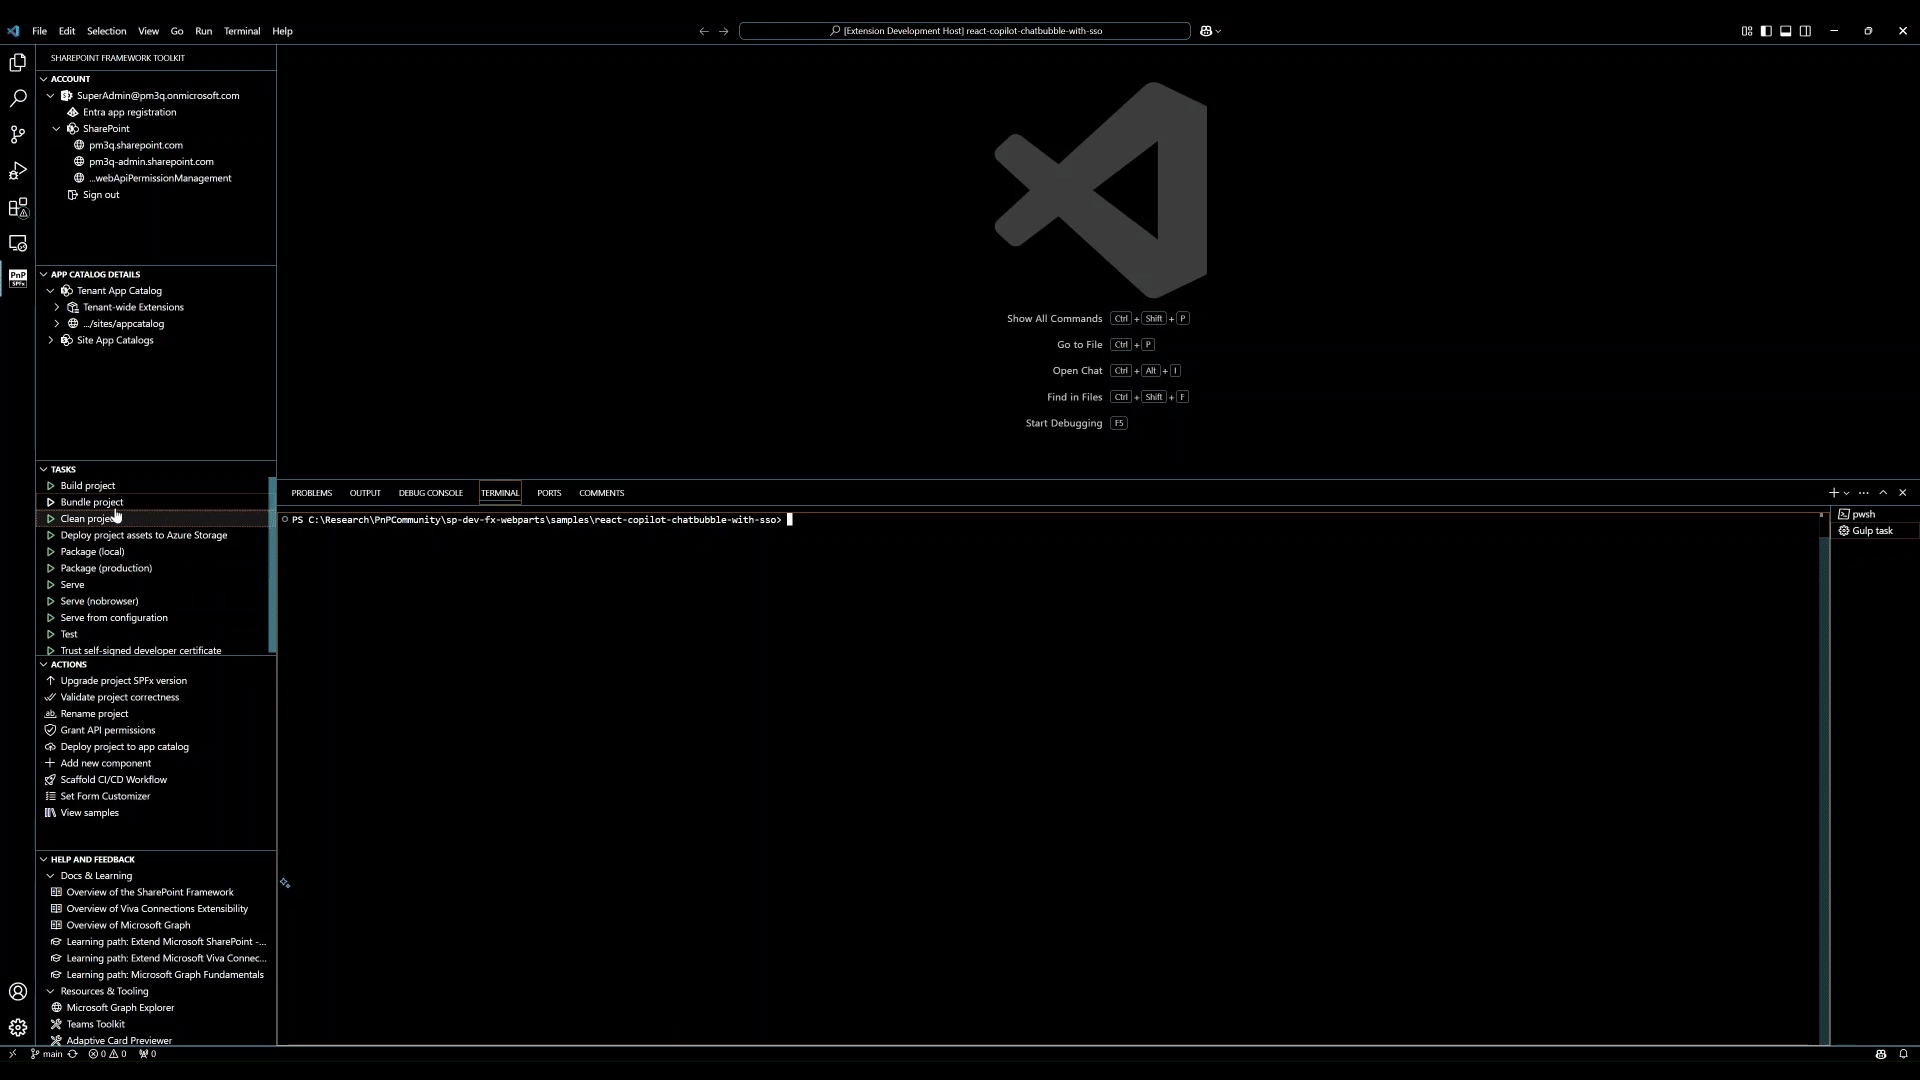 File Edit Selection View Go Run Terminal Help
[Extension Development Host] react-copilot-chatbubble-with-sso
SHAREPOINT FRAMEWORK TOOLKIT
ACCOUNT
SuperAdmin@pm3q.onmicrosoft.com
Entra app registration
SharePoint
pm3q.sharepoint.com
pm3q-admin.sharepoint.com
...webApiPermissionManagement
Sign out
APP CATALOG DETAILS
Tenant App Catalog
Tenant-wide Extensions
.../sites/appcatalog
Site App Catalogs
PnP
SPFx
TASKS
Build project
Bundle project
Clean project
Deploy project assets to Azure Storage
Package (local)
Package (production)
Serve
Serve (nobrowser)
Serve from configuration
Test
Trust self-signed developer certificate
ACTIONS
Upgrade project SPFx version
Validate project correctness
Rename project
Grant API permissions
Deploy project to app catalog
Add new component
Scaffold CI/CD Workflow
Set Form Customizer
View samples
HELP AND FEEDBACK
Docs & Learning
Overview of the SharePoint Framework
Overview of Viva Connections Extensibility
Overview of Microsoft Graph
Learning path: Extend Microsoft SharePoint -...
Learning path: Extend Microsoft Viva Connec...
Learning path: Microsoft Graph Fundamentals
Resources & Tooling
Microsoft Graph Explorer
Teams Toolkit
Adaptive Card Previewer
Show All Commands Ctrl + Shift + P
Go to File Ctrl + P
Open Chat Ctrl + Alt + I
Find in Files Ctrl + Shift + F
Start Debugging F5
PROBLEMS OUTPUT DEBUG CONSOLE TERMINAL PORTS COMMENTS
PS C:\Research\PnPCommunity\sp-dev-fx-webparts\samples\react-copilot-chatbubble-with-sso>
pwsh
Gulp task
main 0 0 0